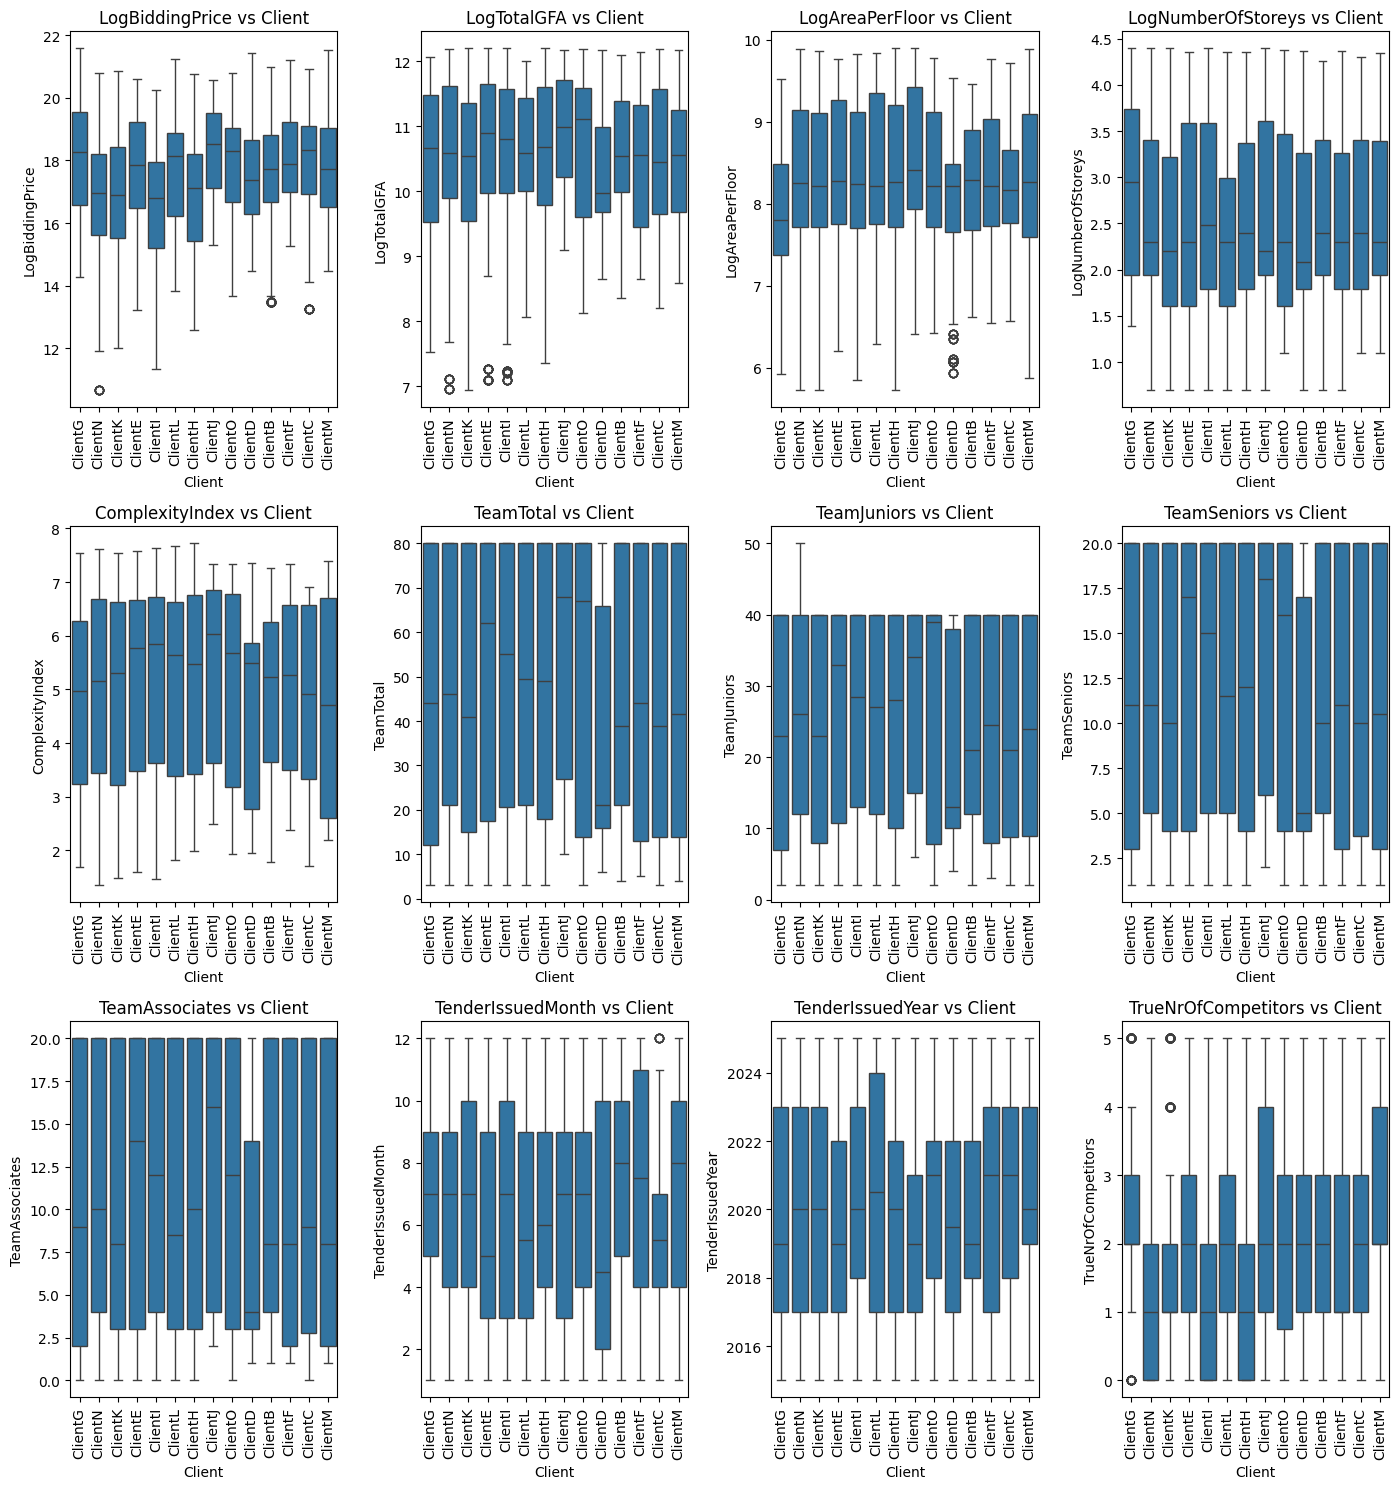 LogBiddingPrice vs Client
LogBiddingPrice
22
20
18
16
14
12
ClientG ClientN ClientK ClientE ClientI ClientL ClientH ClientJ ClientO ClientD ClientB ClientF ClientC ClientM
Client
LogTotalGFA vs Client
LogTotalGFA
12
11
10
9
8
7
ClientG ClientN ClientK ClientE ClientI ClientL ClientH ClientJ ClientO ClientD ClientB ClientF ClientC ClientM
Client
LogAreaPerFloor vs Client
LogAreaPerFloor
10
9
8
7
6
ClientG ClientN ClientK ClientE ClientI ClientL ClientH ClientJ ClientO ClientD ClientB ClientF ClientC ClientM
Client
LogNumberOfStoreys vs Client
LogNumberOfStoreys
4.5
4.0
3.5
3.0
2.5
2.0
1.5
1.0
ClientG ClientN ClientK ClientE ClientI ClientL ClientH ClientJ ClientO ClientD ClientB ClientF ClientC ClientM
Client
ComplexityIndex vs Client
ComplexityIndex
8
7
6
5
4
3
2
ClientG ClientN ClientK ClientE ClientI ClientL ClientH ClientJ ClientO ClientD ClientB ClientF ClientC ClientM
Client
TeamTotal vs Client
TeamTotal
80
70
60
50
40
30
20
10
0
ClientG ClientN ClientK ClientE ClientI ClientL ClientH ClientJ ClientO ClientD ClientB ClientF ClientC ClientM
Client
TeamJuniors vs Client
TeamJuniors
50
40
30
20
10
0
ClientG ClientN ClientK ClientE ClientI ClientL ClientH ClientJ ClientO ClientD ClientB ClientF ClientC ClientM
Client
TeamSeniors vs Client
TeamSeniors
20.0
17.5
15.0
12.5
10.0
7.5
5.0
2.5
ClientG ClientN ClientK ClientE ClientI ClientL ClientH ClientJ ClientO ClientD ClientB ClientF ClientC ClientM
Client
TeamAssociates vs Client
TeamAssociates
20.0
17.5
15.0
12.5
10.0
7.5
5.0
2.5
0.0
ClientG ClientN ClientK ClientE ClientI ClientL ClientH ClientJ ClientO ClientD ClientB ClientF ClientC ClientM
Client
TenderIssuedMonth vs Client
TenderIssuedMonth
12
10
8
6
4
2
ClientG ClientN ClientK ClientE ClientI ClientL ClientH ClientJ ClientO ClientD ClientB ClientF ClientC ClientM
Client
TenderIssuedYear vs Client
TenderIssuedYear
2024
2022
2020
2018
2016
ClientG ClientN ClientK ClientE ClientI ClientL ClientH ClientJ ClientO ClientD ClientB ClientF ClientC ClientM
Client
TrueNrOfCompetitors vs Client
TrueNrOfCompetitors
5
4
3
2
1
0
ClientG ClientN ClientK ClientE ClientI ClientL ClientH ClientJ ClientO ClientD ClientB ClientF ClientC ClientM
Client